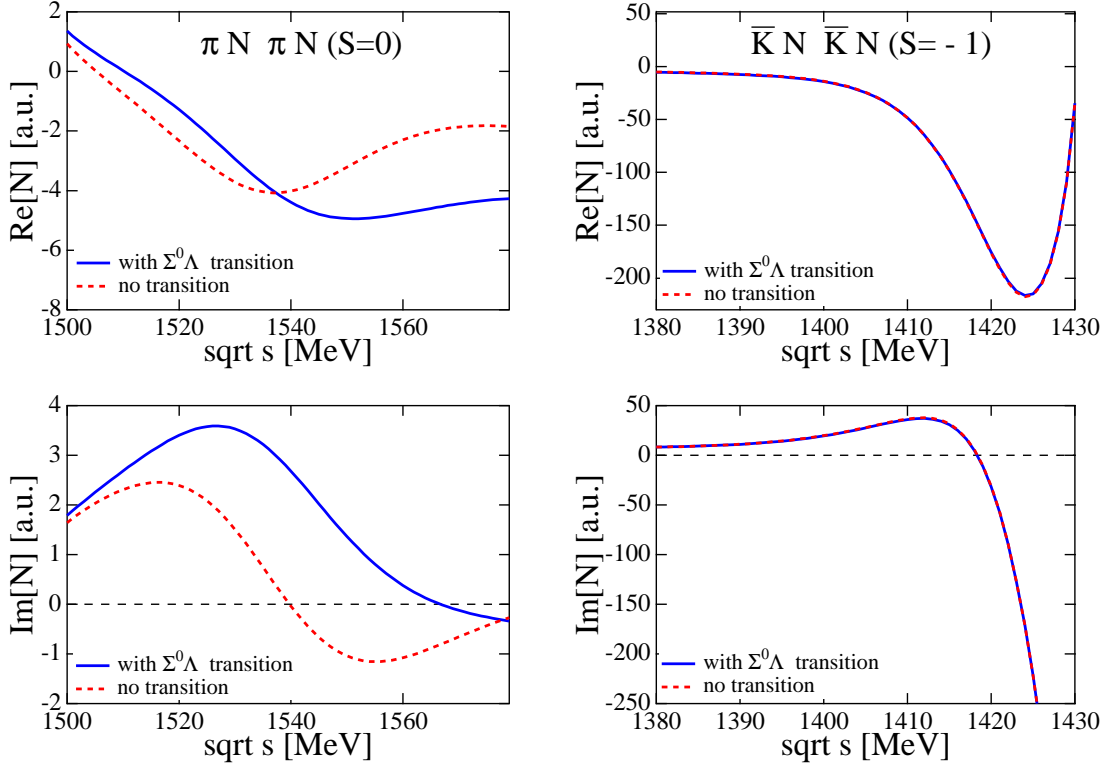 π N π N (S=0)
2
0
-2
-4
-6
-8
Re[N] [a.u.]
with Σ⁰Λ transition
no transition
1500 1520 1540 1560
sqrt s [MeV]
K̅ N K̅ N (S= - 1)
50
0
-50
-100
-150
-200
Re[N] [a.u.]
with Σ⁰Λ transition
no transition
1380 1390 1400 1410 1420 1430
sqrt s [MeV]
4
3
2
1
0
-1
-2
Im[N] [a.u.]
with Σ⁰Λ transition
no transition
1500 1520 1540 1560
sqrt s [MeV]
50
0
-50
-100
-150
-200
-250
Im[N] [a.u.]
with Σ⁰Λ transition
no transition
1380 1390 1400 1410 1420 1430
sqrt s [MeV]